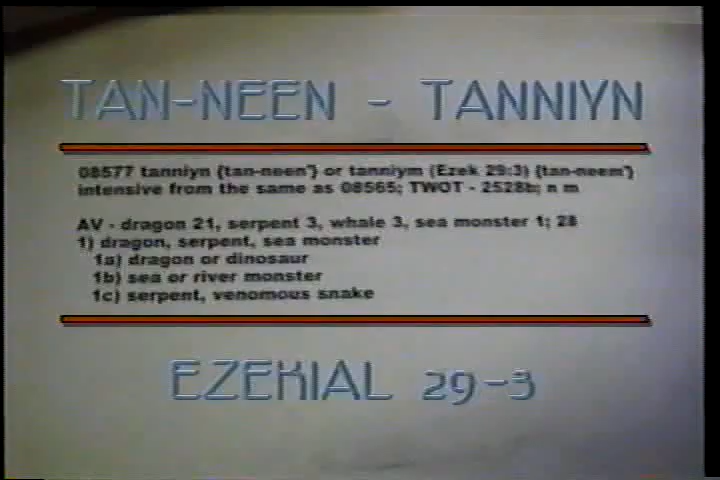 TAN-NEEN - TANNIYN
08577 tanniyn {tan-neen'} or tanniym (Ezek 29:3) {tan-neem'}
intensive from the same as 08565; TWOT - 2528b; n m
AV - dragon 21, serpent 3, whale 3, sea monster 1; 28
1) dragon, serpent, sea monster
1a) dragon or dinosaur
1b) sea or river monster
1c) serpent, venomous snake
EZEKIAL 29-3